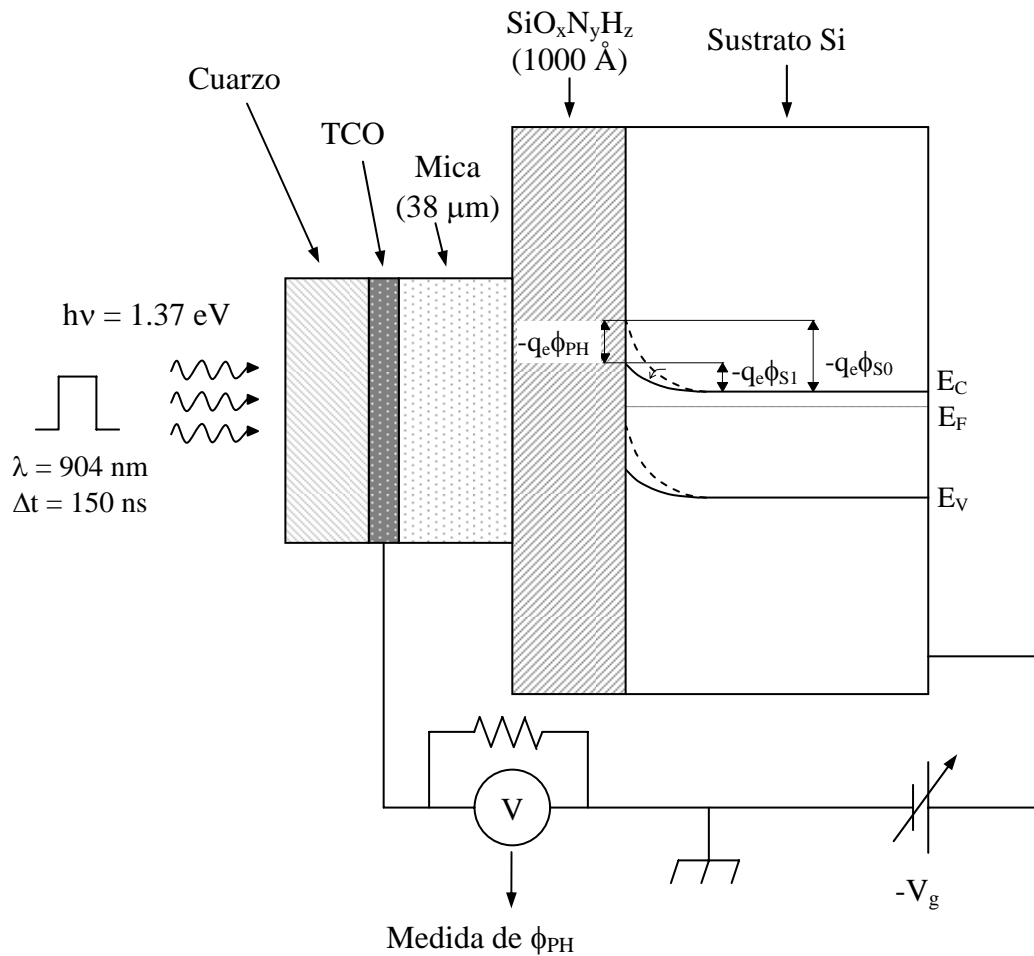 SiOxNyHz
(1000 Å)
Sustrato Si
Cuarzo
TCO
Mica
(38 μm)
hν = 1.37 eV
λ = 904 nm
Δt = 150 ns
-qeϕPH
-qeϕS1
-qeϕS0
EC
EF
EV
V
-Vg
Medida de ϕPH